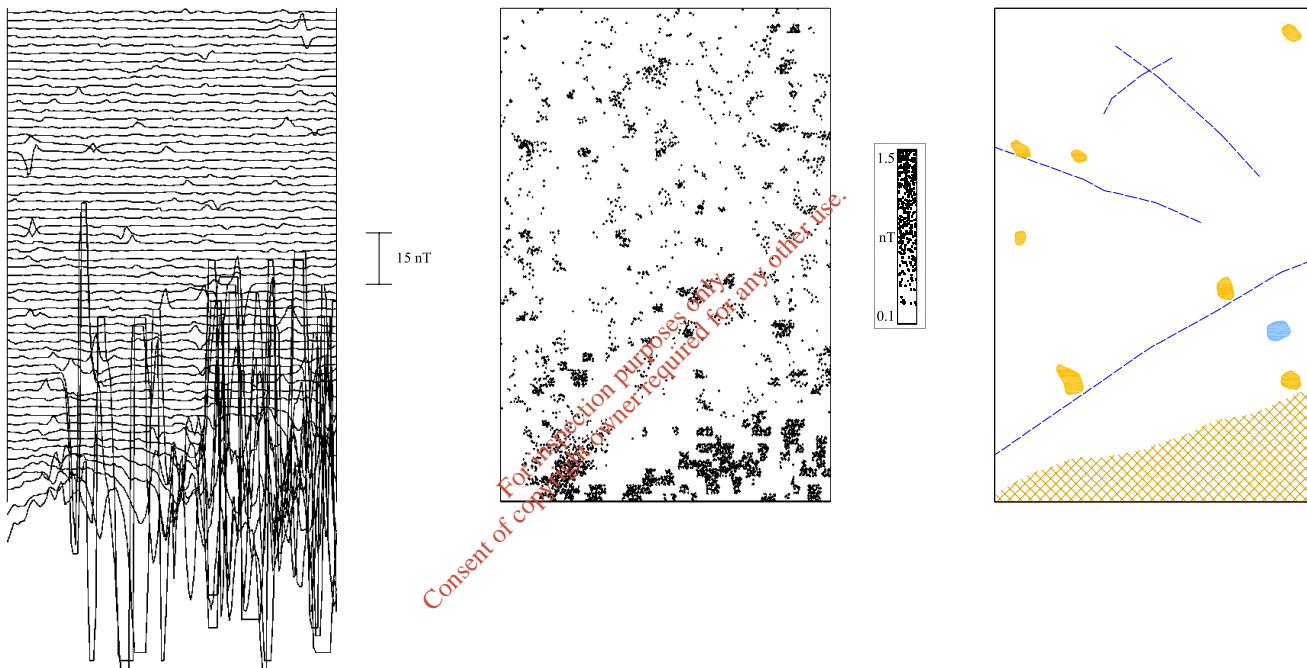 15 nT
1.5
nT
0.1
For inspection purposes only.
Consent of copyright owner required for any other use.